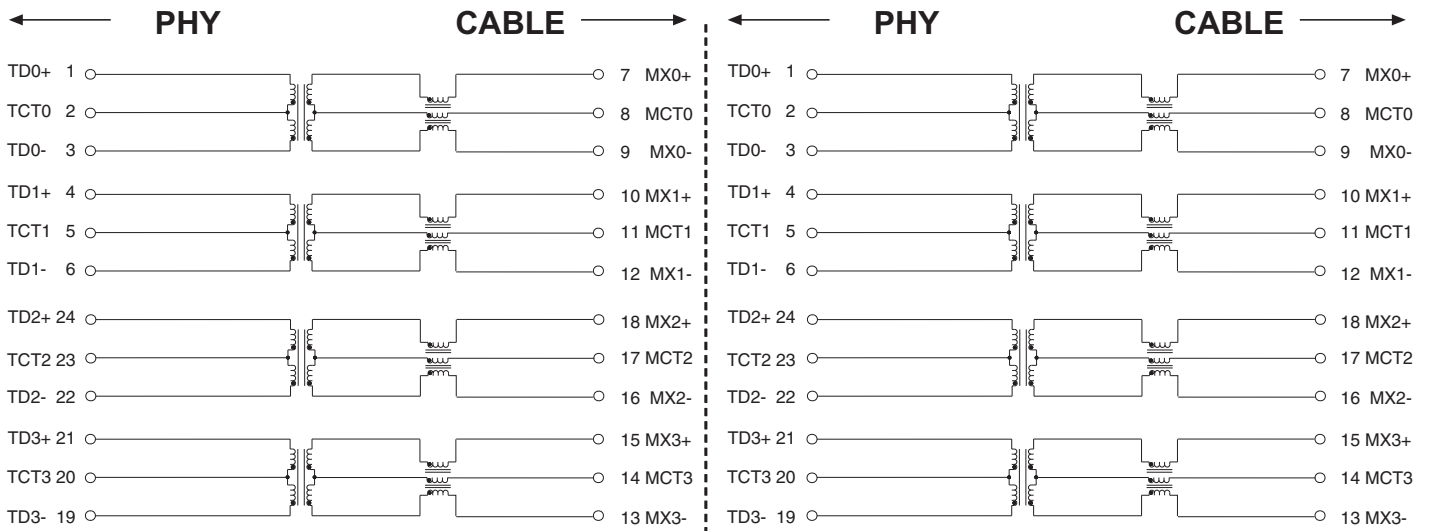 PHY CABLE
TD0+ 1 7 MX0+
TCT0 2 8 MCT0
TD0- 3 9 MX0-
TD1+ 4 10 MX1+
TCT1 5 11 MCT1
TD1- 6 12 MX1-
TD2+ 24 18 MX2+
TCT2 23 17 MCT2
TD2- 22 16 MX2-
TD3+ 21 15 MX3+
TCT3 20 14 MCT3
TD3- 19 13 MX3-
PHY CABLE
TD0+ 1 7 MX0+
TCT0 2 8 MCT0
TD0- 3 9 MX0-
TD1+ 4 10 MX1+
TCT1 5 11 MCT1
TD1- 6 12 MX1-
TD2+ 24 18 MX2+
TCT2 23 17 MCT2
TD2- 22 16 MX2-
TD3+ 21 15 MX3+
TCT3 20 14 MCT3
TD3- 19 13 MX3-